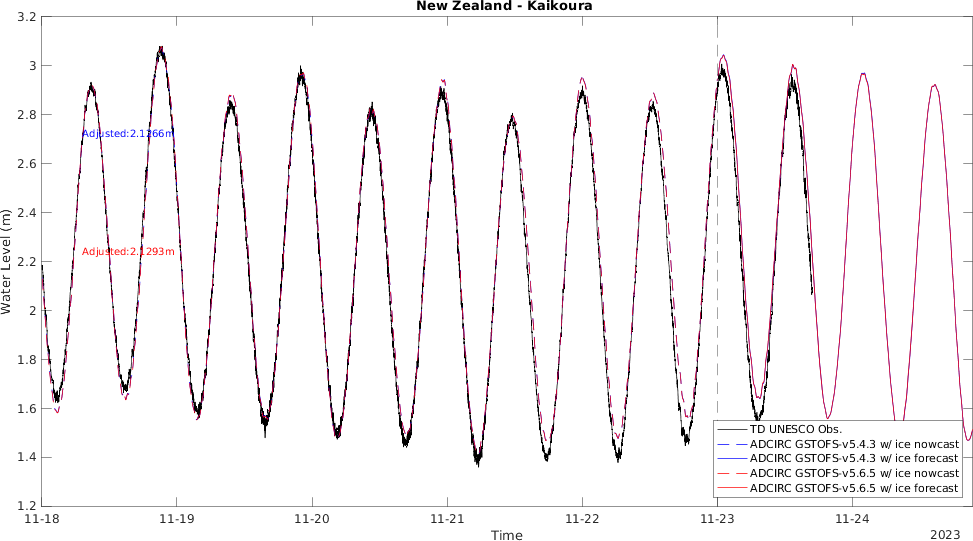 New Zealand - Kaikoura
3.2
3
2.8
2.6
2.4
2.2
2
1.8
1.6
1.4
1.2
Water Level (m)
Adjusted:2.1266m
Adjusted:2.1293m
TD UNESCO Obs.
ADCIRC GSTOFS-v5.4.3 w/ ice nowcast
ADCIRC GSTOFS-v5.4.3 w/ ice forecast
ADCIRC GSTOFS-v5.6.5 w/ ice nowcast
ADCIRC GSTOFS-v5.6.5 w/ ice forecast
11-18 11-19 11-20 11-21 11-22 11-23 11-24
Time
2023